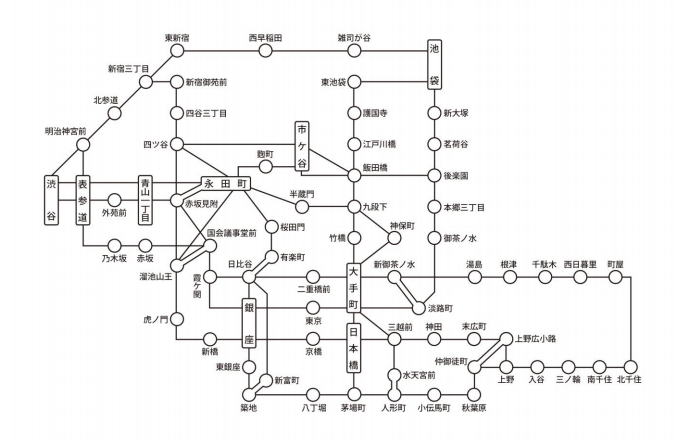 東新宿
西早稲田
雑司が谷
池袋
新宿三丁目
新宿御苑前
東池袋
北参道
四谷三丁目
護国寺
新大塚
明治神宮前
四ツ谷
市ケ谷
江戸川橋
茗荷谷
麴町
飯田橋
後楽園
渋谷
表参道
青山一丁目
永田町
半蔵門
外苑前
赤坂見附
九段下
本郷三丁目
桜田門
神保町
国会議事堂前
竹橋
御茶ノ水
乃木坂
赤坂
有楽町
日比谷
溜池山王
霞ケ関
二重橋前
大手町
新御茶ノ水
湯島
根津
千駄木
西日暮里
町屋
銀座
東京
淡路町
虎ノ門
日本橋
三越前
神田
末広町
上野広小路
新橋
京橋
仲御徒町
東銀座
新富町
水天宮前
上野
入谷
三ノ輪
南千住
北千住
築地
八丁堀
茅場町
人形町
小伝馬町
秋葉原